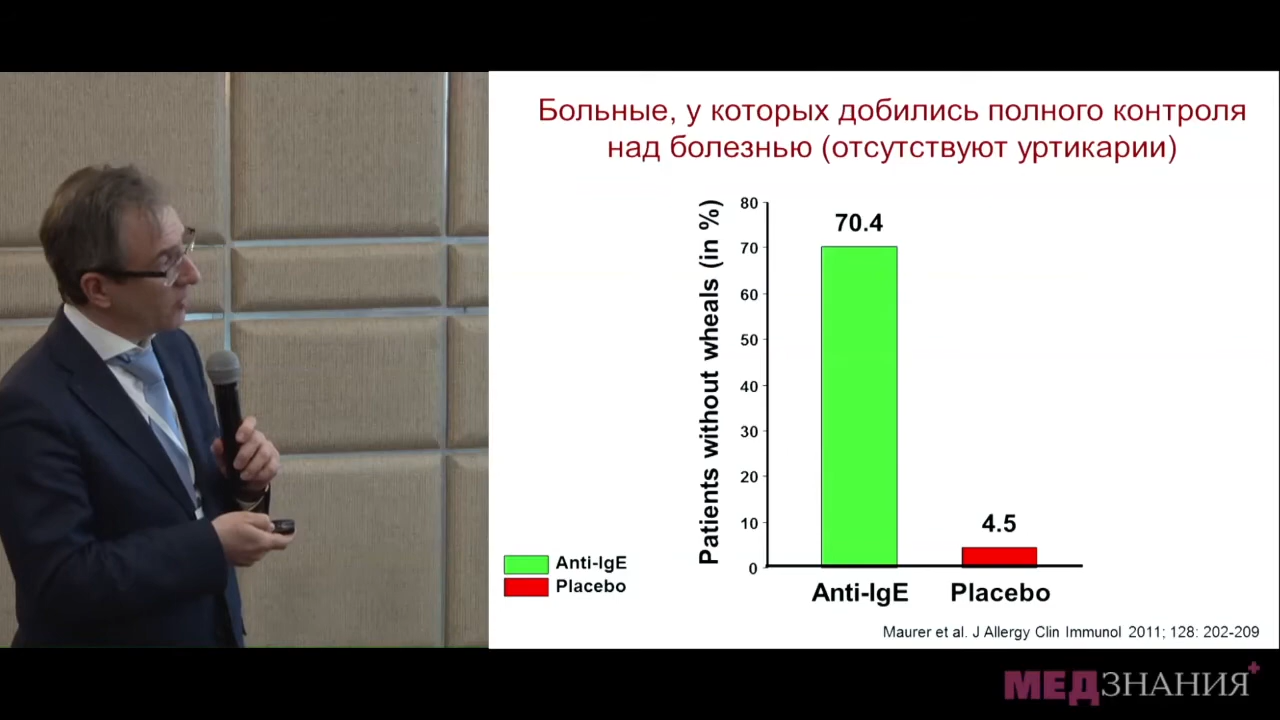 Больные, у которых добились полного контроля
над болезнью (отсутствуют уртикарии)
Patients without wheals (in %)
80
70
60
50
40
30
20
10
0
70.4
4.5
Anti-IgE
Placebo
Anti-IgE Placebo
Maurer et al. J Allergy Clin Immunol 2011; 128: 202-209
МЕДЗНАНИЯ+